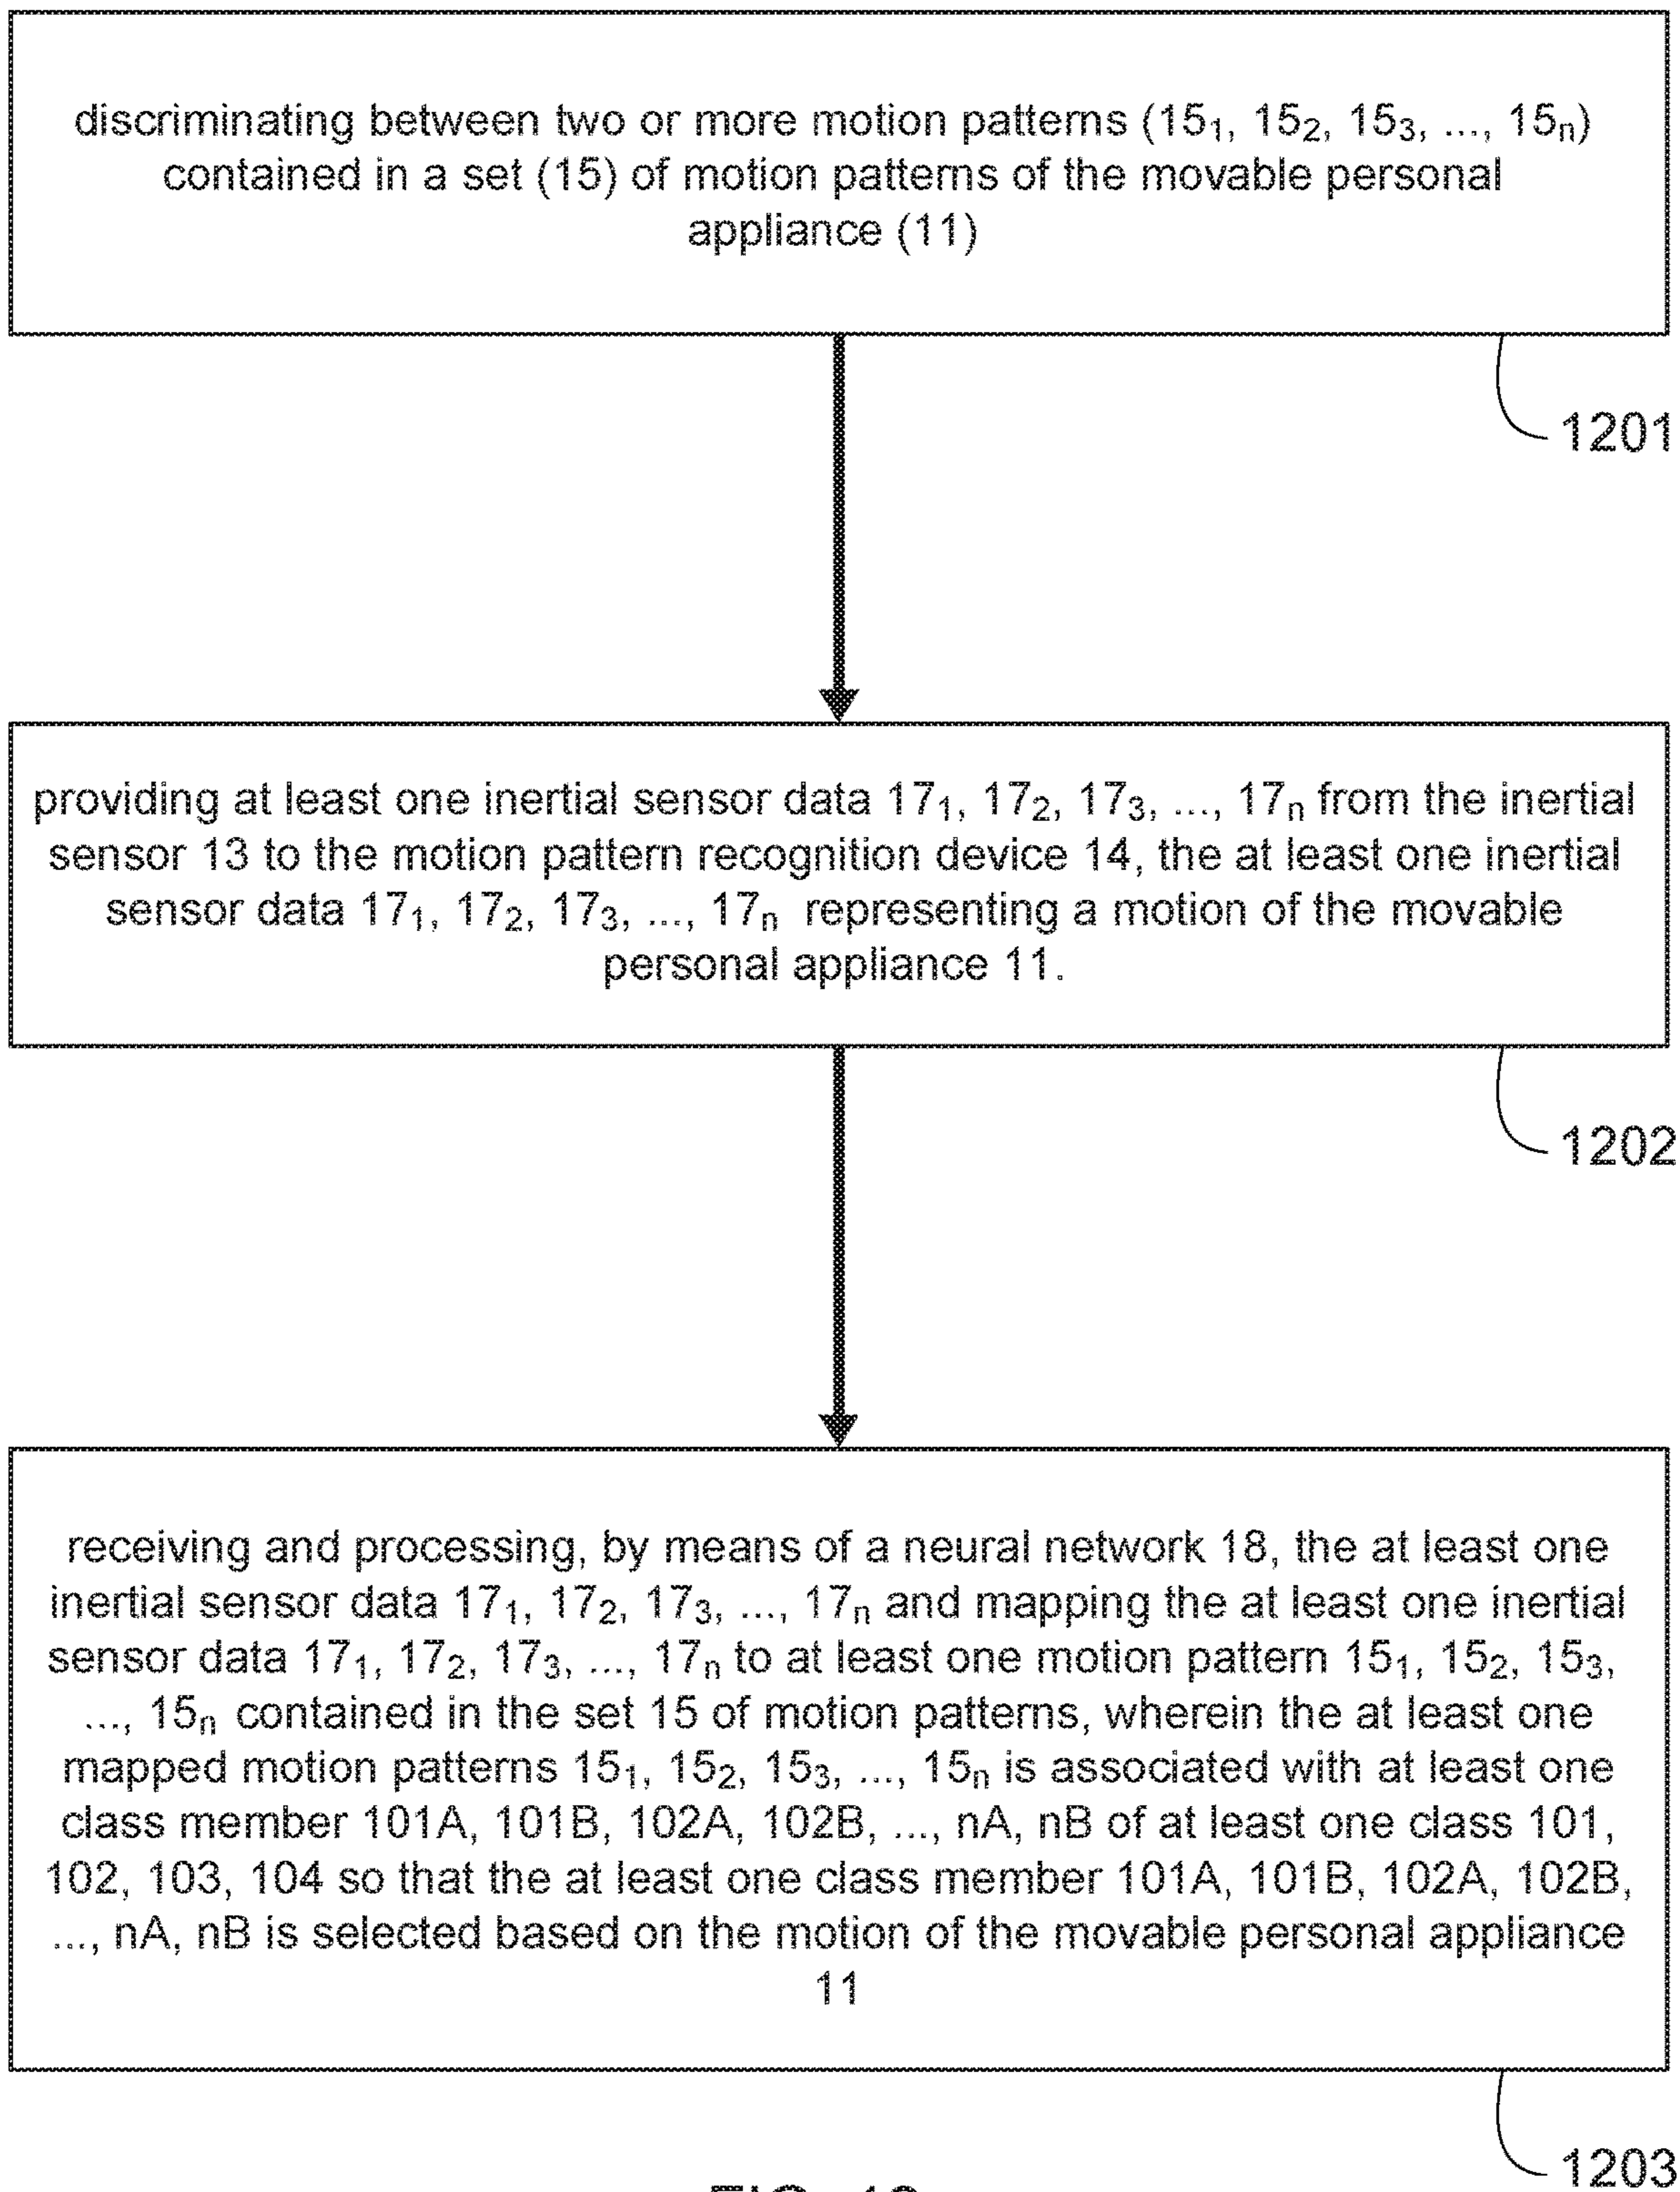 discriminating between two or more motion patterns (15₁, 15₂, 15₃, ..., 15ₙ)
contained in a set (15) of motion patterns of the movable personal
appliance (11)
1201
providing at least one inertial sensor data 17₁, 17₂, 17₃, ..., 17ₙ from the inertial
sensor 13 to the motion pattern recognition device 14, the at least one inertial
sensor data 17₁, 17₂, 17₃, ..., 17ₙ representing a motion of the movable
personal appliance 11.
1202
receiving and processing, by means of a neural network 18, the at least one
inertial sensor data 17₁, 17₂, 17₃, ..., 17ₙ and mapping the at least one inertial
sensor data 17₁, 17₂, 17₃, ..., 17ₙ to at least one motion pattern 15₁, 15₂, 15₃,
..., 15ₙ contained in the set 15 of motion patterns, wherein the at least one
mapped motion patterns 15₁, 15₂, 15₃, ..., 15ₙ is associated with at least one
class member 101A, 101B, 102A, 102B, ..., nA, nB of at least one class 101,
102, 103, 104 so that the at least one class member 101A, 101B, 102A, 102B,
..., nA, nB is selected based on the motion of the movable personal appliance
11
1203